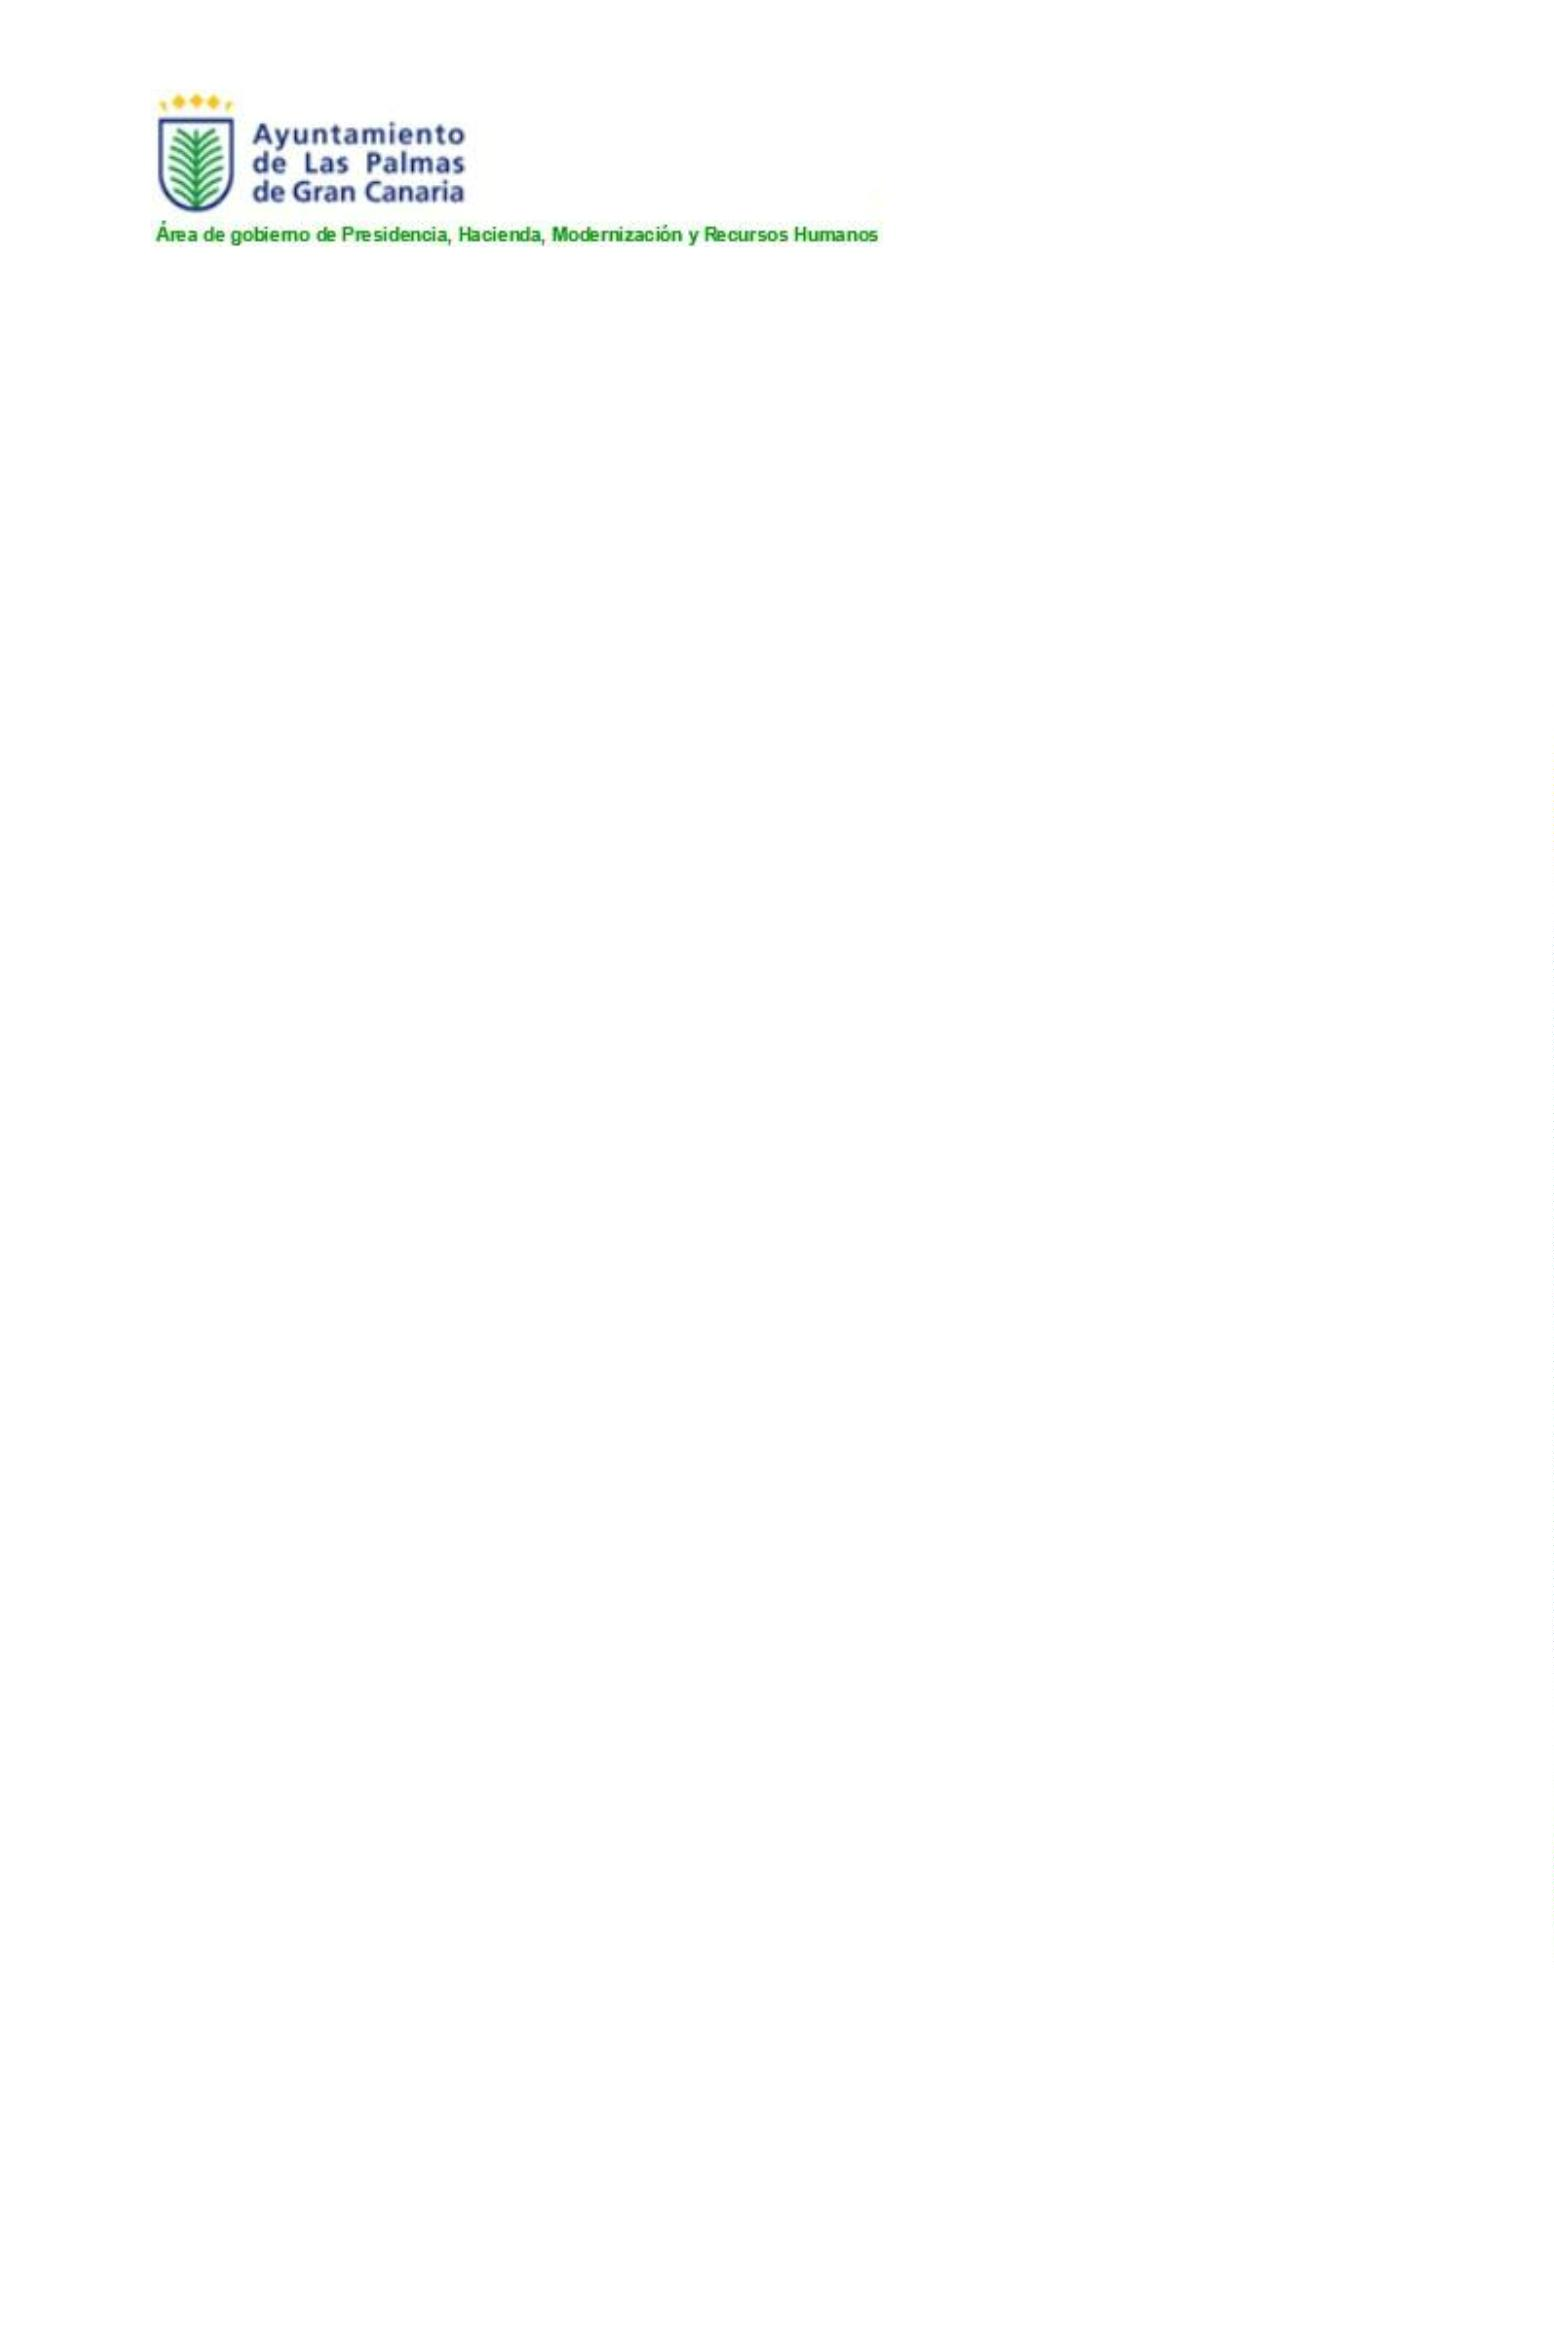 Ayuntamiento
de Las Palmas
de Gran Canaria
Área de gobierno de Presidencia, Hacienda, Modernización y Recursos Humanos